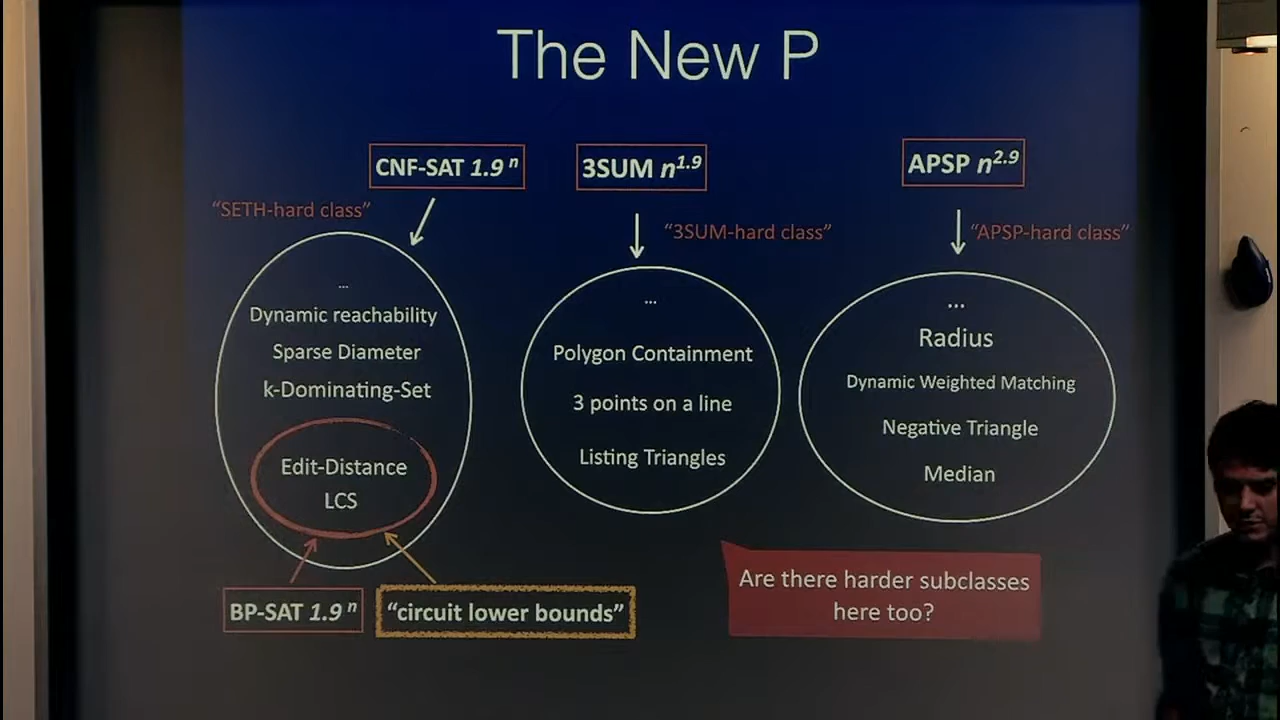 The New P
CNF-SAT 1.9 n
3SUM n1.9
APSP n2.9
"SETH-hard class"
"3SUM-hard class"
"APSP-hard class"
...
Dynamic reachability
Sparse Diameter
k-Dominating-Set
Edit-Distance
LCS
...
Polygon Containment
3 points on a line
Listing Triangles
...
Radius
Dynamic Weighted Matching
Negative Triangle
Median
BP-SAT 1.9 n
"circuit lower bounds"
Are there harder subclasses
here too?